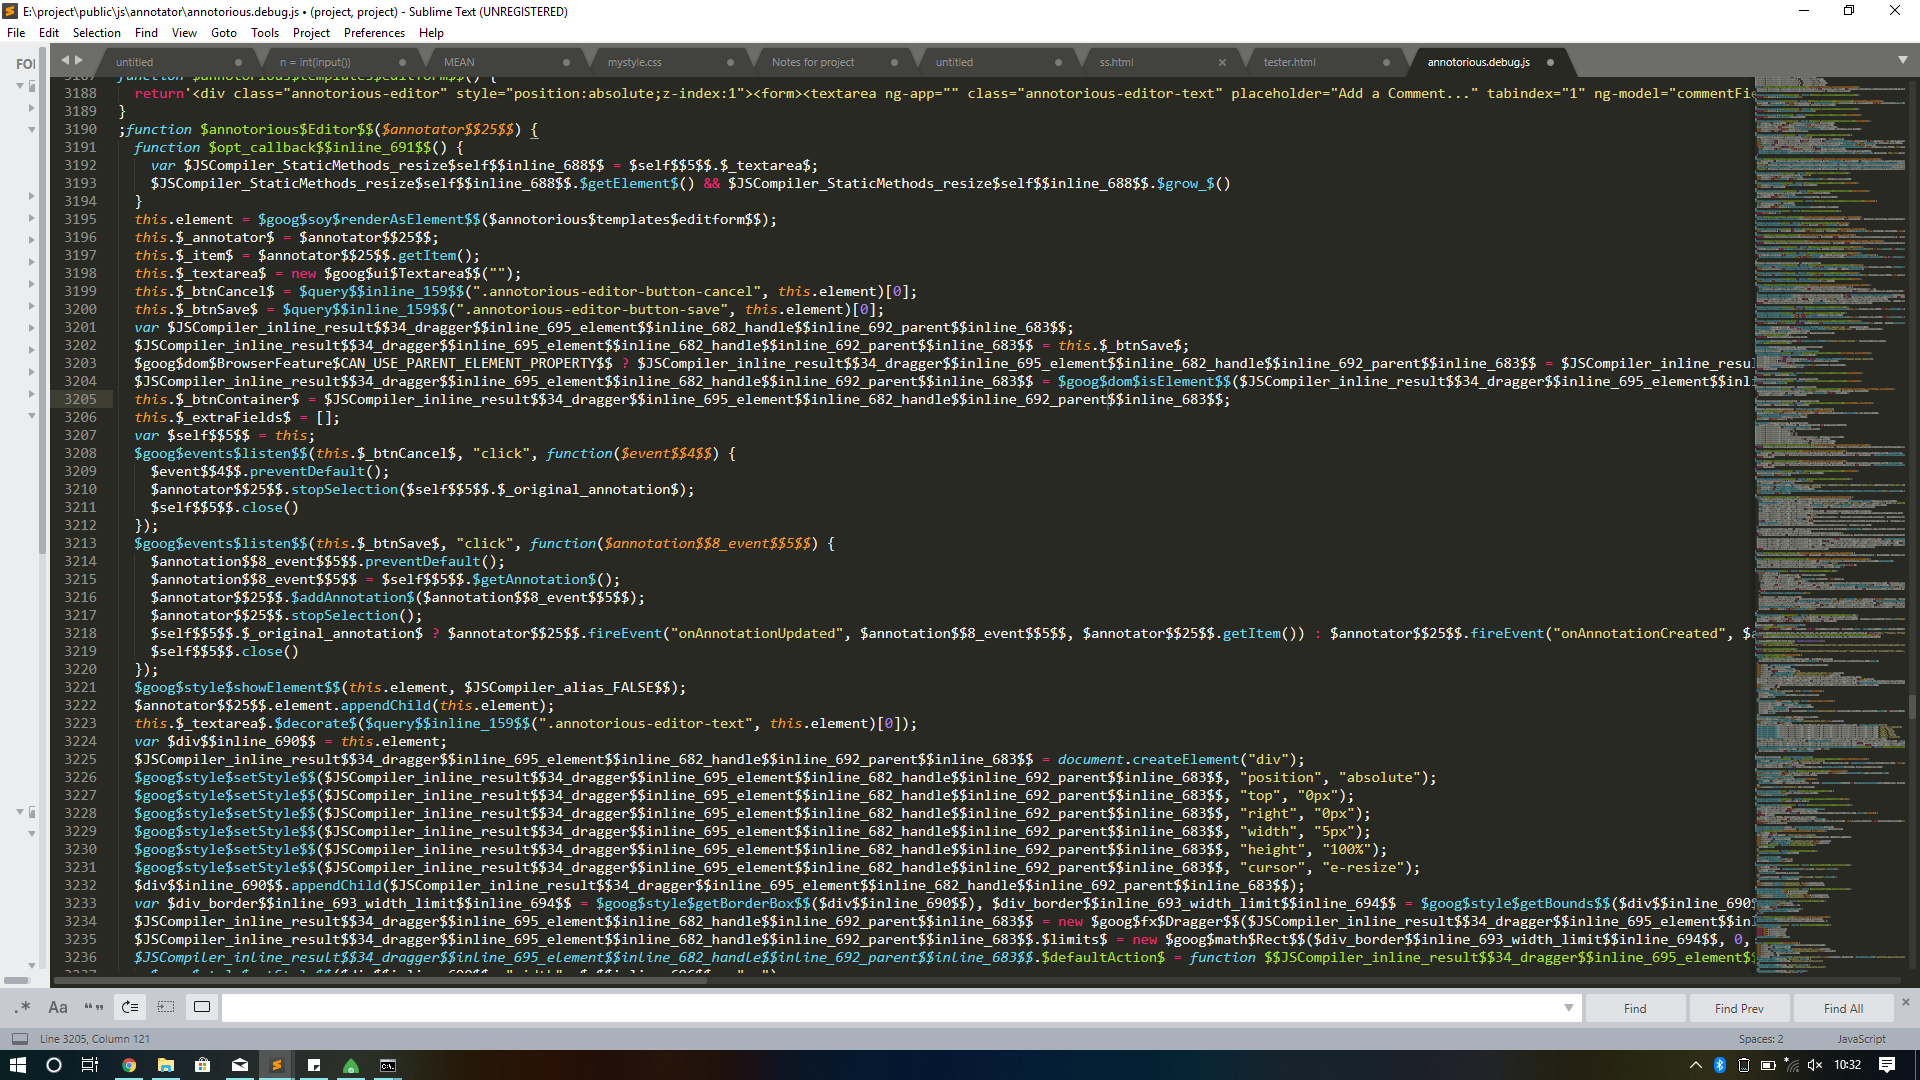 E:\project\public\js\annotator\annotorious.debug.js • (project, project) - Sublime Text (UNREGISTERED)
File Edit Selection Find View Goto Tools Project Preferences Help
FOI
untitled
n = int(input())
MEAN
mystyle.css
Notes for project
untitled
ss.html
tester.html
annotorious.debug.js
3188 return'<div class="annotorious-editor" style="position:absolute;z-index:1"><form><textarea ng-app="" class="annotorious-editor-text" placeholder="Add a Comment..." tabindex="1" ng-model="commentFie
3189 }
3190 ;function $annotorious$Editor$$($annotator$$25$$) {
3191 function $opt_callback$$inline_691$$() {
3192 var $JSCompiler_StaticMethods_resize$self$$inline_688$$ = $self$$5$$.$_textarea$;
3193 $JSCompiler_StaticMethods_resize$self$$inline_688$$.$getElement$() && $JSCompiler_StaticMethods_resize$self$$inline_688$$.$grow_$()
3194 }
3195 this.element = $goog$soy$renderAsElement$$($annotorious$templates$editform$$);
3196 this.$_annotator$ = $annotator$$25$$;
3197 this.$_item$ = $annotator$$25$$.getItem();
3198 this.$_textarea$ = new $goog$ui$Textarea$$("");
3199 this.$_btnCancel$ = $query$$inline_159$$(".annotorious-editor-button-cancel", this.element)[0];
3200 this.$_btnSave$ = $query$$inline_159$$(".annotorious-editor-button-save", this.element)[0];
3201 var $JSCompiler_inline_result$$34_dragger$$inline_695_element$$inline_682_handle$$inline_692_parent$$inline_683$$;
3202 $JSCompiler_inline_result$$34_dragger$$inline_695_element$$inline_682_handle$$inline_692_parent$$inline_683$$ = this.$_btnSave$;
3203 $goog$dom$BrowserFeature$CAN_USE_PARENT_ELEMENT_PROPERTY$$ ? $JSCompiler_inline_result$$34_dragger$$inline_695_element$$inline_682_handle$$inline_692_parent$$inline_683$$ = $JSCompiler_inline_resu
3204 $JSCompiler_inline_result$$34_dragger$$inline_695_element$$inline_682_handle$$inline_692_parent$$inline_683$$ = $goog$dom$isElement$$($JSCompiler_inline_result$$34_dragger$$inline_695_element$$inli
3205 this.$_btnContainer$ = $JSCompiler_inline_result$$34_dragger$$inline_695_element$$inline_682_handle$$inline_692_parent$$inline_683$$;
3206 this.$_extraFields$ = [];
3207 var $self$$5$$ = this;
3208 $goog$events$listen$$(this.$_btnCancel$, "click", function($event$$4$$) {
3209 $event$$4$$.preventDefault();
3210 $annotator$$25$$.stopSelection($self$$5$$.$_original_annotation$);
3211 $self$$5$$.close()
3212 });
3213 $goog$events$listen$$(this.$_btnSave$, "click", function($annotation$$8_event$$5$$) {
3214 $annotation$$8_event$$5$$.preventDefault();
3215 $annotation$$8_event$$5$$ = $self$$5$$.$getAnnotation$();
3216 $annotator$$25$$.$addAnnotation$($annotation$$8_event$$5$$);
3217 $annotator$$25$$.stopSelection();
3218 $self$$5$$.$_original_annotation$ ? $annotator$$25$$.fireEvent("onAnnotationUpdated", $annotation$$8_event$$5$$, $annotator$$25$$.getItem()) : $annotator$$25$$.fireEvent("onAnnotationCreated", $a
3219 $self$$5$$.close()
3220 });
3221 $goog$style$showElement$$(this.element, $JSCompiler_alias_FALSE$$);
3222 $annotator$$25$$.element.appendChild(this.element);
3223 this.$_textarea$.$decorate$($query$$inline_159$$(".annotorious-editor-text", this.element)[0]);
3224 var $div$$inline_690$$ = this.element;
3225 $JSCompiler_inline_result$$34_dragger$$inline_695_element$$inline_682_handle$$inline_692_parent$$inline_683$$ = document.createElement("div");
3226 $goog$style$setStyle$$($JSCompiler_inline_result$$34_dragger$$inline_695_element$$inline_682_handle$$inline_692_parent$$inline_683$$, "position", "absolute");
3227 $goog$style$setStyle$$($JSCompiler_inline_result$$34_dragger$$inline_695_element$$inline_682_handle$$inline_692_parent$$inline_683$$, "top", "0px");
3228 $goog$style$setStyle$$($JSCompiler_inline_result$$34_dragger$$inline_695_element$$inline_682_handle$$inline_692_parent$$inline_683$$, "right", "0px");
3229 $goog$style$setStyle$$($JSCompiler_inline_result$$34_dragger$$inline_695_element$$inline_682_handle$$inline_692_parent$$inline_683$$, "width", "5px");
3230 $goog$style$setStyle$$($JSCompiler_inline_result$$34_dragger$$inline_695_element$$inline_682_handle$$inline_692_parent$$inline_683$$, "height", "100%");
3231 $goog$style$setStyle$$($JSCompiler_inline_result$$34_dragger$$inline_695_element$$inline_682_handle$$inline_692_parent$$inline_683$$, "cursor", "e-resize");
3232 $div$$inline_690$$.appendChild($JSCompiler_inline_result$$34_dragger$$inline_695_element$$inline_682_handle$$inline_692_parent$$inline_683$$);
3233 var $div_border$$inline_693_width_limit$$inline_694$$ = $goog$style$getBorderBox$$($div$$inline_690$$), $div_border$$inline_693_width_limit$$inline_694$$ = $goog$style$getBounds$$($div$$inline_690$
3234 $JSCompiler_inline_result$$34_dragger$$inline_695_element$$inline_682_handle$$inline_692_parent$$inline_683$$ = new $goog$fx$Dragger$$($JSCompiler_inline_result$$34_dragger$$inline_695_element$$in
3235 $JSCompiler_inline_result$$34_dragger$$inline_695_element$$inline_682_handle$$inline_692_parent$$inline_683$$.$limits$ = new $goog$math$Rect$$($div_border$$inline_693_width_limit$$inline_694$$, 0,
3236 $JSCompiler_inline_result$$34_dragger$$inline_695_element$$inline_682_handle$$inline_692_parent$$inline_683$$.$defaultAction$ = function $$JSCompiler_inline_result$$34_dragger$$inline_695_element$
.* Aa “” Find Find Prev Find All
Line 3205, Column 121 Spaces: 2 JavaScript
10:32